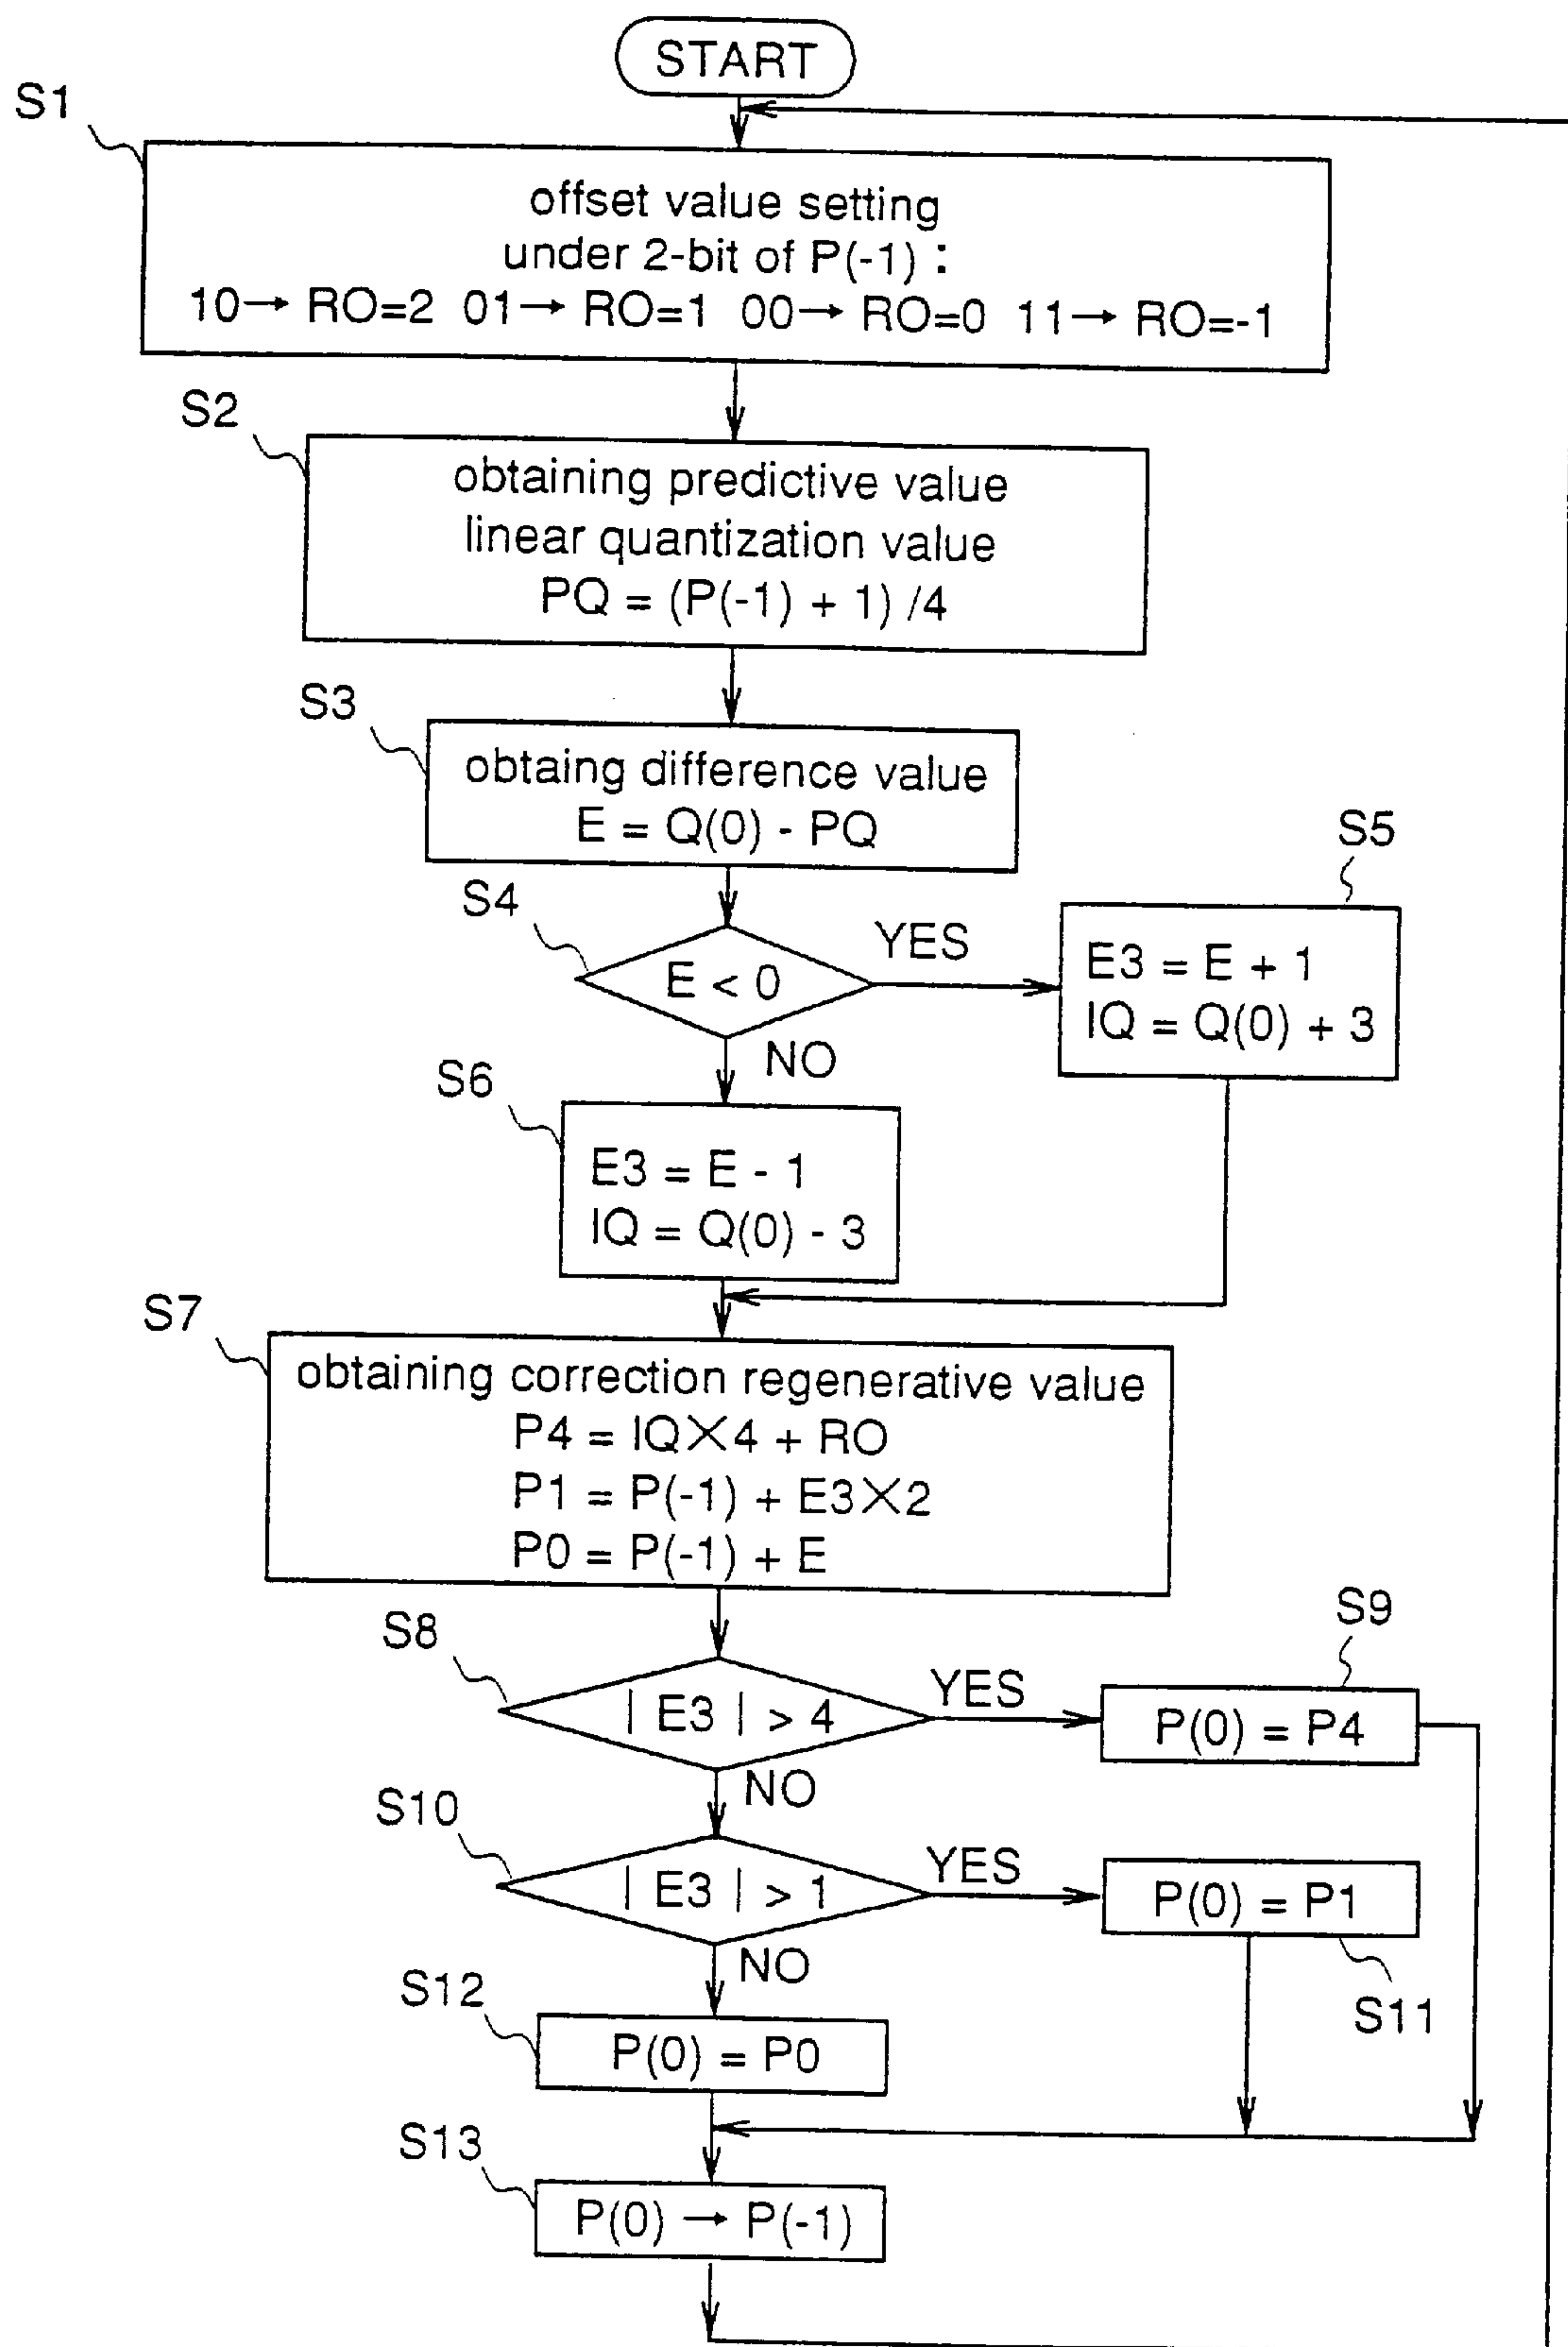 START
S1
offset value setting
under 2-bit of P(-1) :
10→ RO=2 01→ RO=1 00→ RO=0 11→ RO=-1
S2
obtaining predictive value
linear quantization value
PQ = (P(-1) + 1) /4
S3
obtaing difference value
E = Q(0) - PQ
S4
E < 0
YES
NO
S5
E3 = E + 1
IQ = Q(0) + 3
S6
E3 = E - 1
IQ = Q(0) - 3
S7
obtaining correction regenerative value
P4 = IQ×4 + RO
P1 = P(-1) + E3×2
P0 = P(-1) + E
S8
| E3 | > 4
YES
NO
S9
P(0) = P4
S10
| E3 | > 1
YES
NO
P(0) = P1
S11
S12
P(0) = P0
S13
P(0) → P(-1)